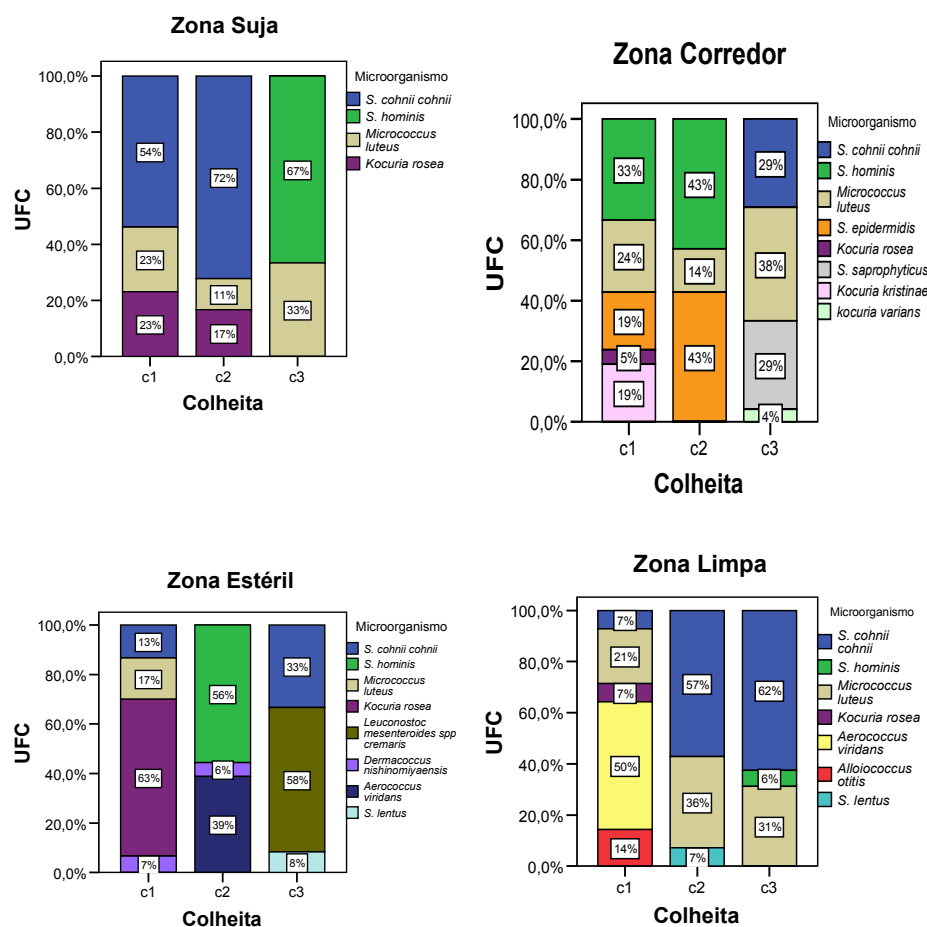 Zona Suja
Microorganismo
S. cohnii cohnii
S. hominis
Micrococcus
luteus
Kocuria rosea
UFC
100,0%
80,0%
60,0%
40,0%
20,0%
0,0%
54%
23%
23%
72%
11%
17%
67%
33%
c1
c2
c3
Colheita
Zona Corredor
Microorganismo
S. cohnii cohnii
S. hominis
Micrococcus
luteus
S. epidermidis
Kocuria rosea
S. saprophyticus
Kocuria kristinae
kocuria varians
UFC
100,0%
80,0%
60,0%
40,0%
20,0%
0,0%
33%
24%
19%
5%
19%
43%
14%
43%
29%
38%
29%
4%
c1
c2
c3
Colheita
Zona Estéril
Microorganismo
S. cohnii cohnii
S. hominis
Micrococcus
luteus
Kocuria rosea
Leuconostoc
mesenteroides spp
cremaris
Dermacoccus
nishinomiyaensis
Aerococcus
viridans
S. lentus
UFC
100,0%
80,0%
60,0%
40,0%
20,0%
0,0%
13%
17%
63%
7%
56%
6%
39%
33%
58%
8%
c1
c2
c3
Colheita
Zona Limpa
Microorganismo
S. cohnii
cohnii
S. hominis
Micrococcus
luteus
Kocuria rosea
Aerococcus
viridans
Alloiococcus
otitis
S. lentus
UFC
100,0%
80,0%
60,0%
40,0%
20,0%
0,0%
7%
21%
7%
50%
14%
57%
36%
7%
62%
6%
31%
c1
c2
c3
Colheita